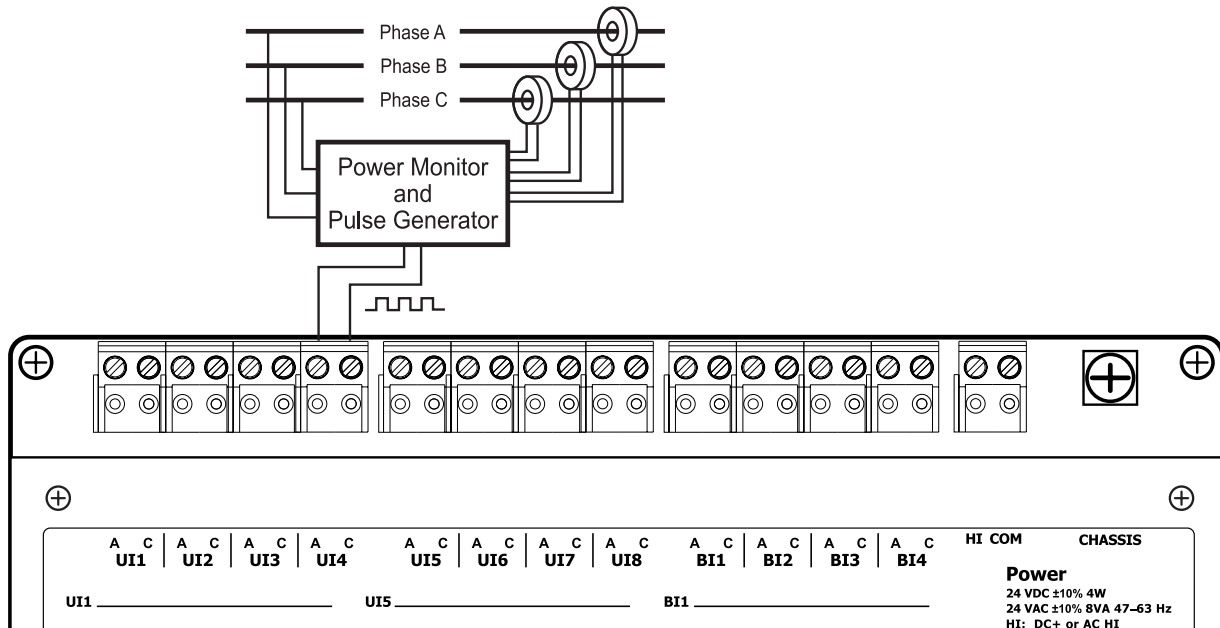 Phase A
Phase B
Phase C
Power Monitor
and
Pulse Generator
A C A C A C A C A C A C A C A C A C A C A C A C HI COM CHASSIS
UI1 UI2 UI3 UI4 UI5 UI6 UI7 UI8 BI1 BI2 BI3 BI4
Power
24 VDC ±10% 4W
UI1 UI5 BI1 24 VAC ±10% 8VA 47–63 Hz
HI: DC+ or AC HI